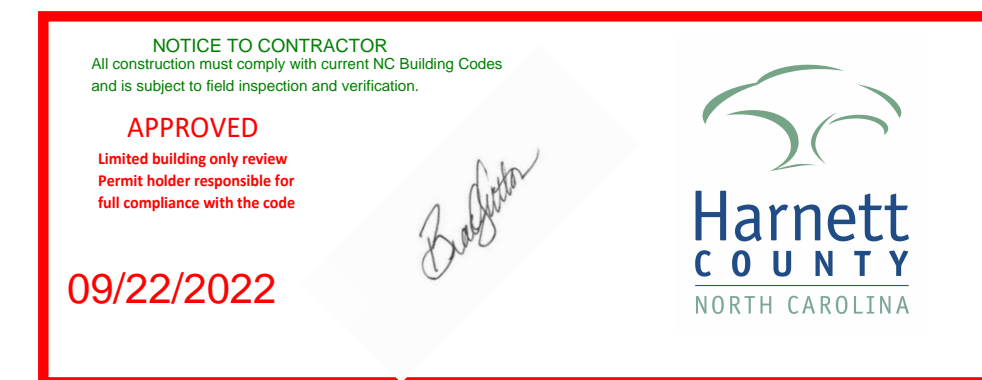 NOTICE TO CONTRACTOR
All construction must comply with current NC Building Codes
and is subject to field inspection and verification.
APPROVED
Limited building only review
Permit holder responsible for
full compliance with the code
09/22/2022
Brad Sutton
Harnett
COUNTY
NORTH CAROLINA